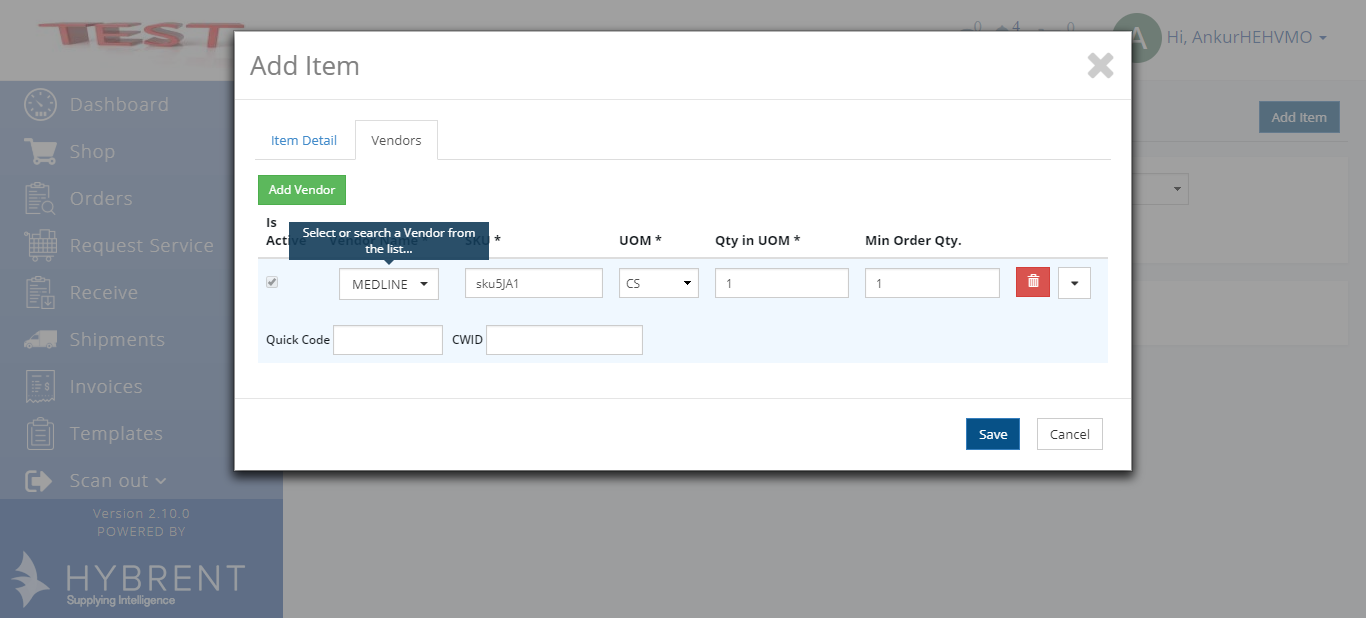 TEST
0
4
0
A
Hi, AnkurHEHVMO
Dashboard
Shop
Orders
Request Service
Receive
Shipments
Invoices
Templates
Scan out
Version 2.10.0
POWERED BY
HYBRENT
Supplying Intelligence
Add Item
Add Item
Item Detail
Vendors
Add Vendor
Is
Active
Vendor Name *
SKU *
UOM *
Qty in UOM *
Min Order Qty.
Select or search a Vendor from
the list...
MEDLINE
sku5JA1
CS
1
1
Quick Code
CWID
Save
Cancel